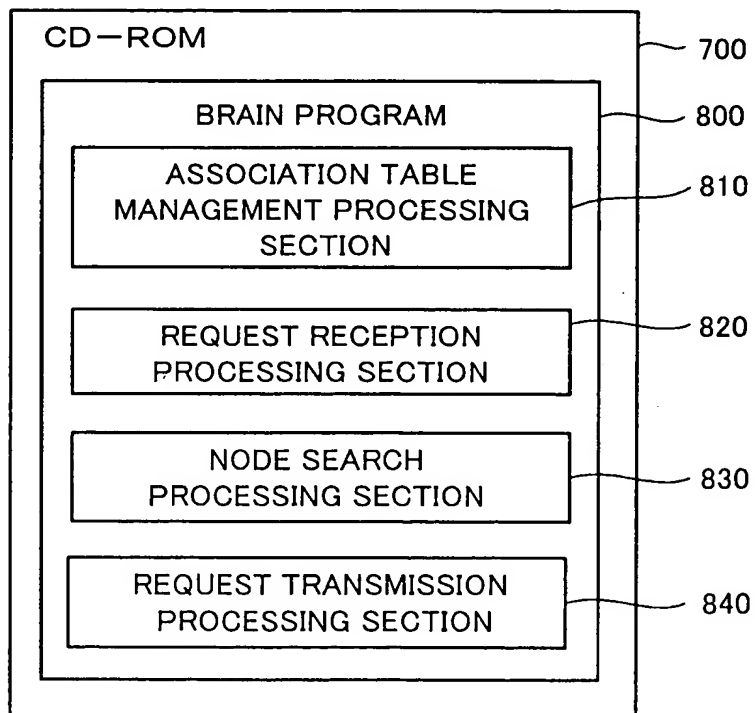 CD-ROM
700
BRAIN PROGRAM
800
ASSOCIATION TABLE
MANAGEMENT PROCESSING
SECTION
810
REQUEST RECEPTION
PROCESSING SECTION
820
NODE SEARCH
PROCESSING SECTION
830
REQUEST TRANSMISSION
PROCESSING SECTION
840